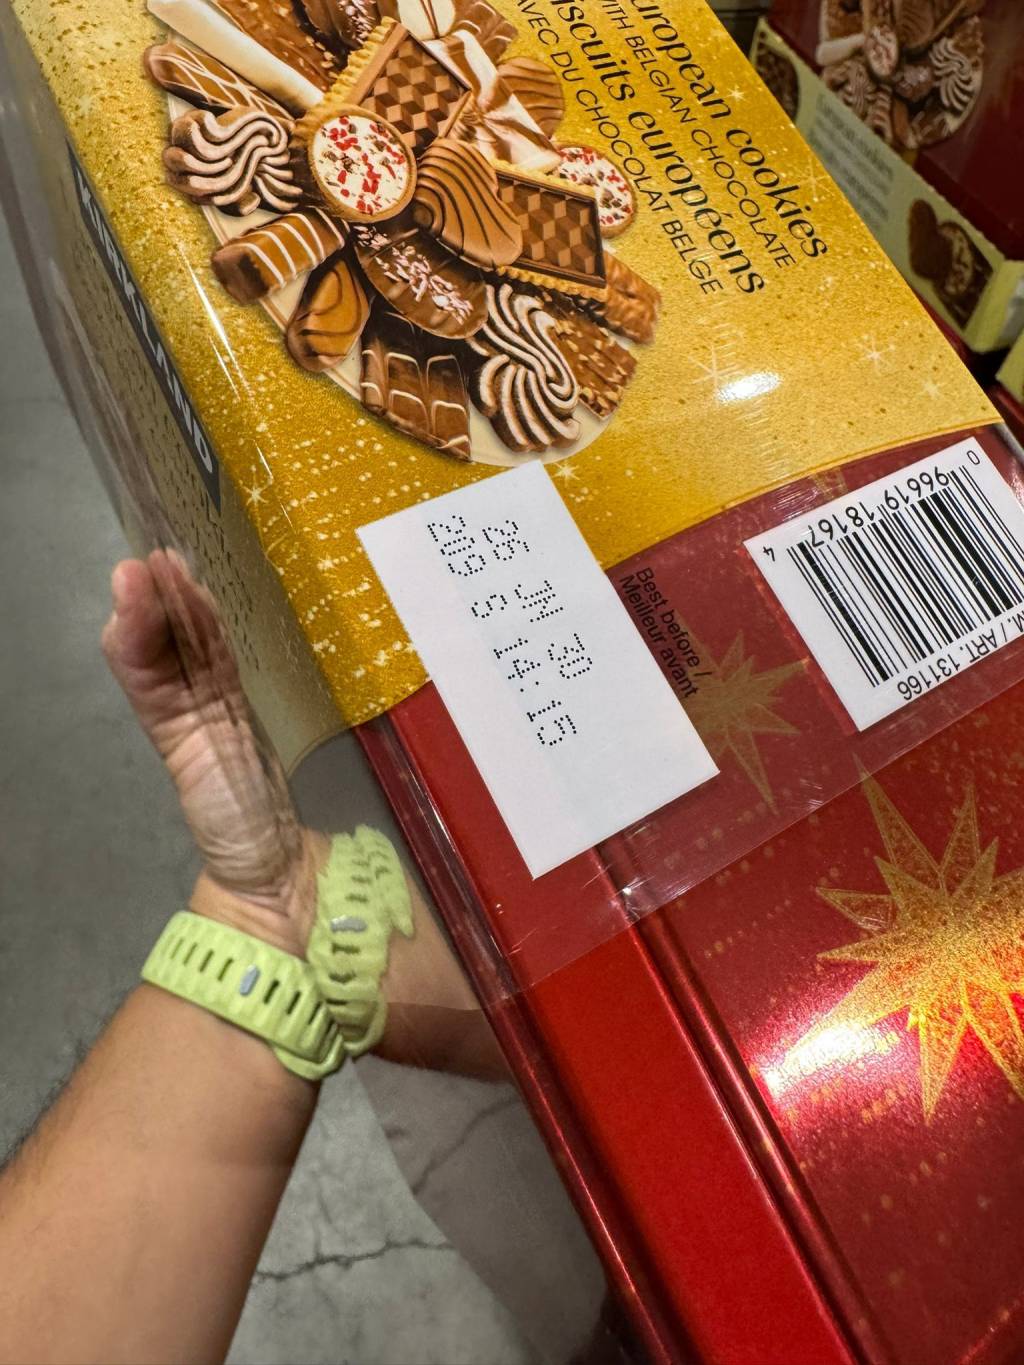 KIRKLAND
European cookies
WITH BELGIAN CHOCOLATE
Biscuits européens
AVEC DU CHOCOLAT BELGE
25 JN 30
219 S 14:15
Best before /
Meilleur avant
0 96619 18167 4
M. / ART. 131166